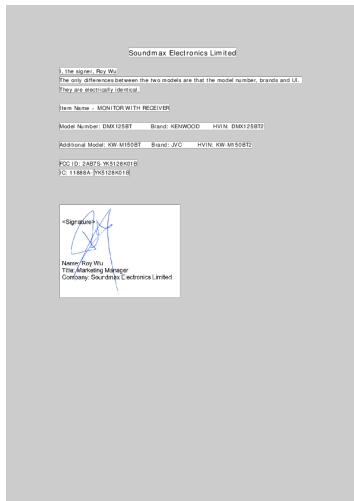 Soundmax Electronics Limited
I, the signer, Roy Wu
The only differences between the two models are that the model number, brands and UI.
They are electrically identical.
Item Name - MONITOR WITH RECEIVER
Model Number: DMX125BT Brand: KENWOOD HVIN: DMX125BT2
Additional Model: KW-M150BT Brand: JVC HVIN: KW-M150BT2
FCC ID: 2AB7S-YK5128K01B
IC: 11888A-YK5128K01B
<Signature>
Name: Roy Wu
Title: Marketing Manager
Company: Soundmax Electronics Limited